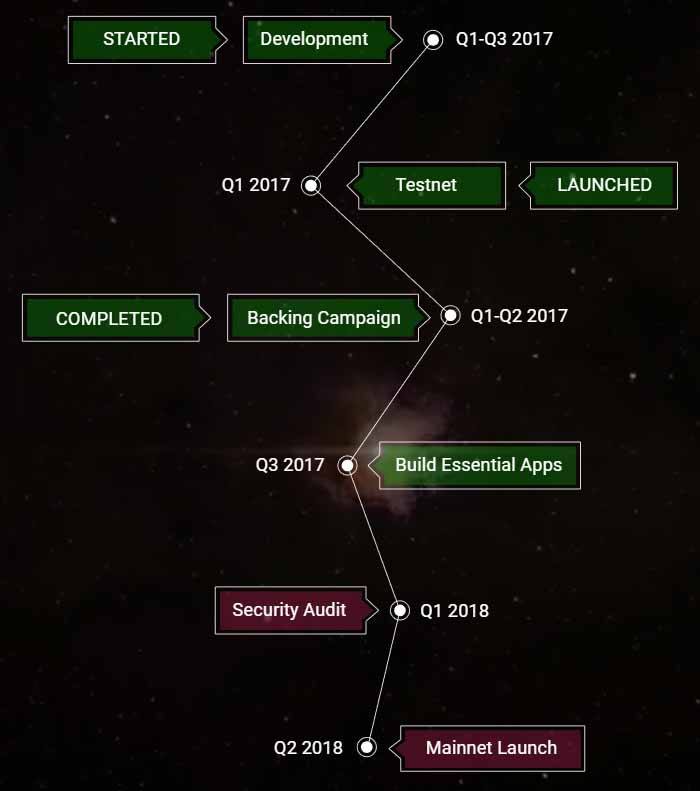 STARTED Development Q1-Q3 2017
Q1 2017 Testnet LAUNCHED
COMPLETED Backing Campaign Q1-Q2 2017
Q3 2017 Build Essential Apps
Security Audit Q1 2018
Q2 2018 Mainnet Launch